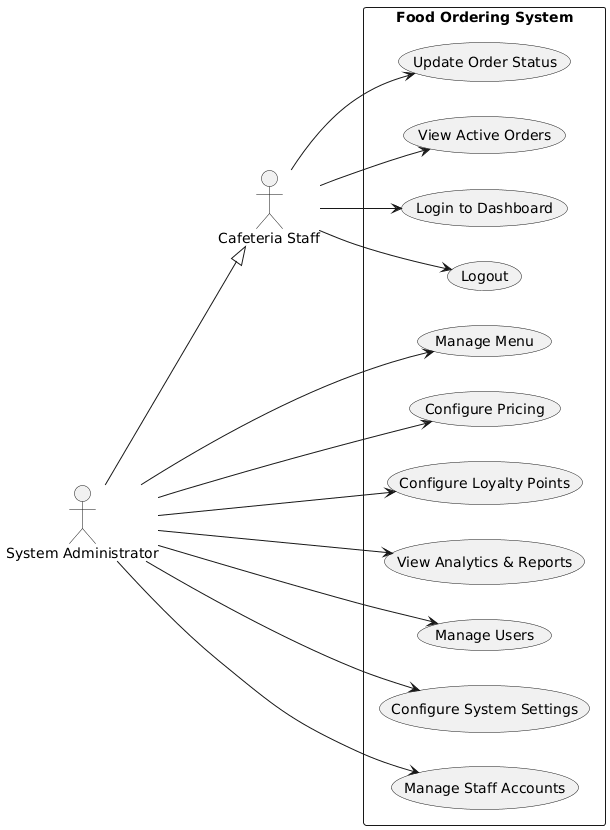 Food Ordering System
Update Order Status
View Active Orders
Login to Dashboard
Cafeteria Staff
Logout
Manage Menu
Configure Pricing
Configure Loyalty Points
System Administrator
View Analytics & Reports
Manage Users
Configure System Settings
Manage Staff Accounts